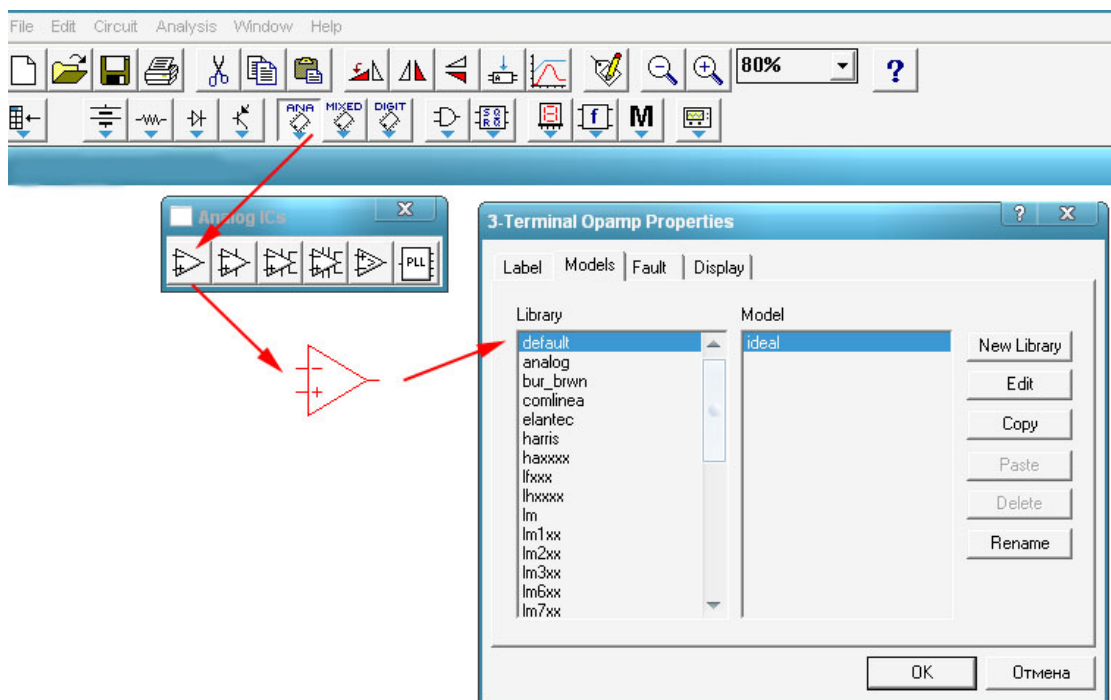 File Edit Circuit Analysis Window Help
80% ?
ANA MIXED DIGIT
M
Analog ICs
PLL
3-Terminal Opamp Properties
Label Models Fault Display
Library Model
default ideal
analog
bur_brwn
comlinea
elantec
harris
haxxxx
lfxxx
lhxxxx
lm
lm1xx
lm2xx
lm3xx
lm6xx
lm7xx
New Library
Edit
Copy
Paste
Delete
Rename
OK Отмена